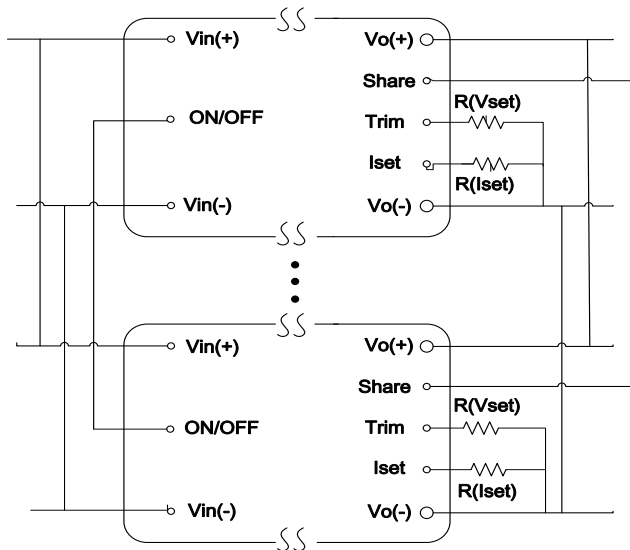 Vin(+)
Vo(+)
Share
R(Vset)
ON/OFF
Trim
Iset
R(Iset)
Vin(-)
Vo(-)
Vin(+)
Vo(+)
Share
R(Vset)
ON/OFF
Trim
Iset
R(Iset)
Vin(-)
Vo(-)